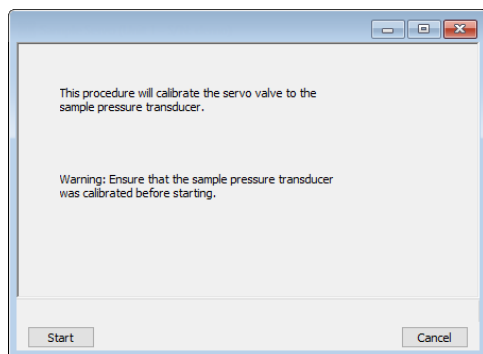 This procedure will calibrate the servo valve to the
sample pressure transducer.
Warning: Ensure that the sample pressure transducer
was calibrated before starting.
Start
Cancel